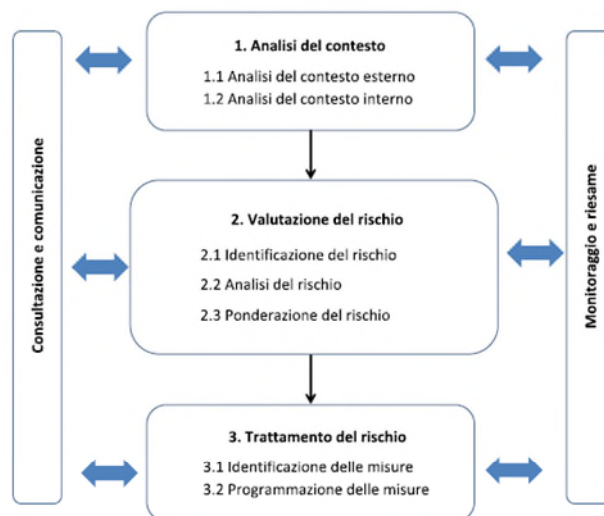 Consultazione e comunicazione
1. Analisi del contesto
1.1 Analisi del contesto esterno
1.2 Analisi del contesto interno
2. Valutazione del rischio
2.1 Identificazione del rischio
2.2 Analisi del rischio
2.3 Ponderazione del rischio
3. Trattamento del rischio
3.1 Identificazione delle misure
3.2 Programmazione delle misure
Monitoraggio e riesame